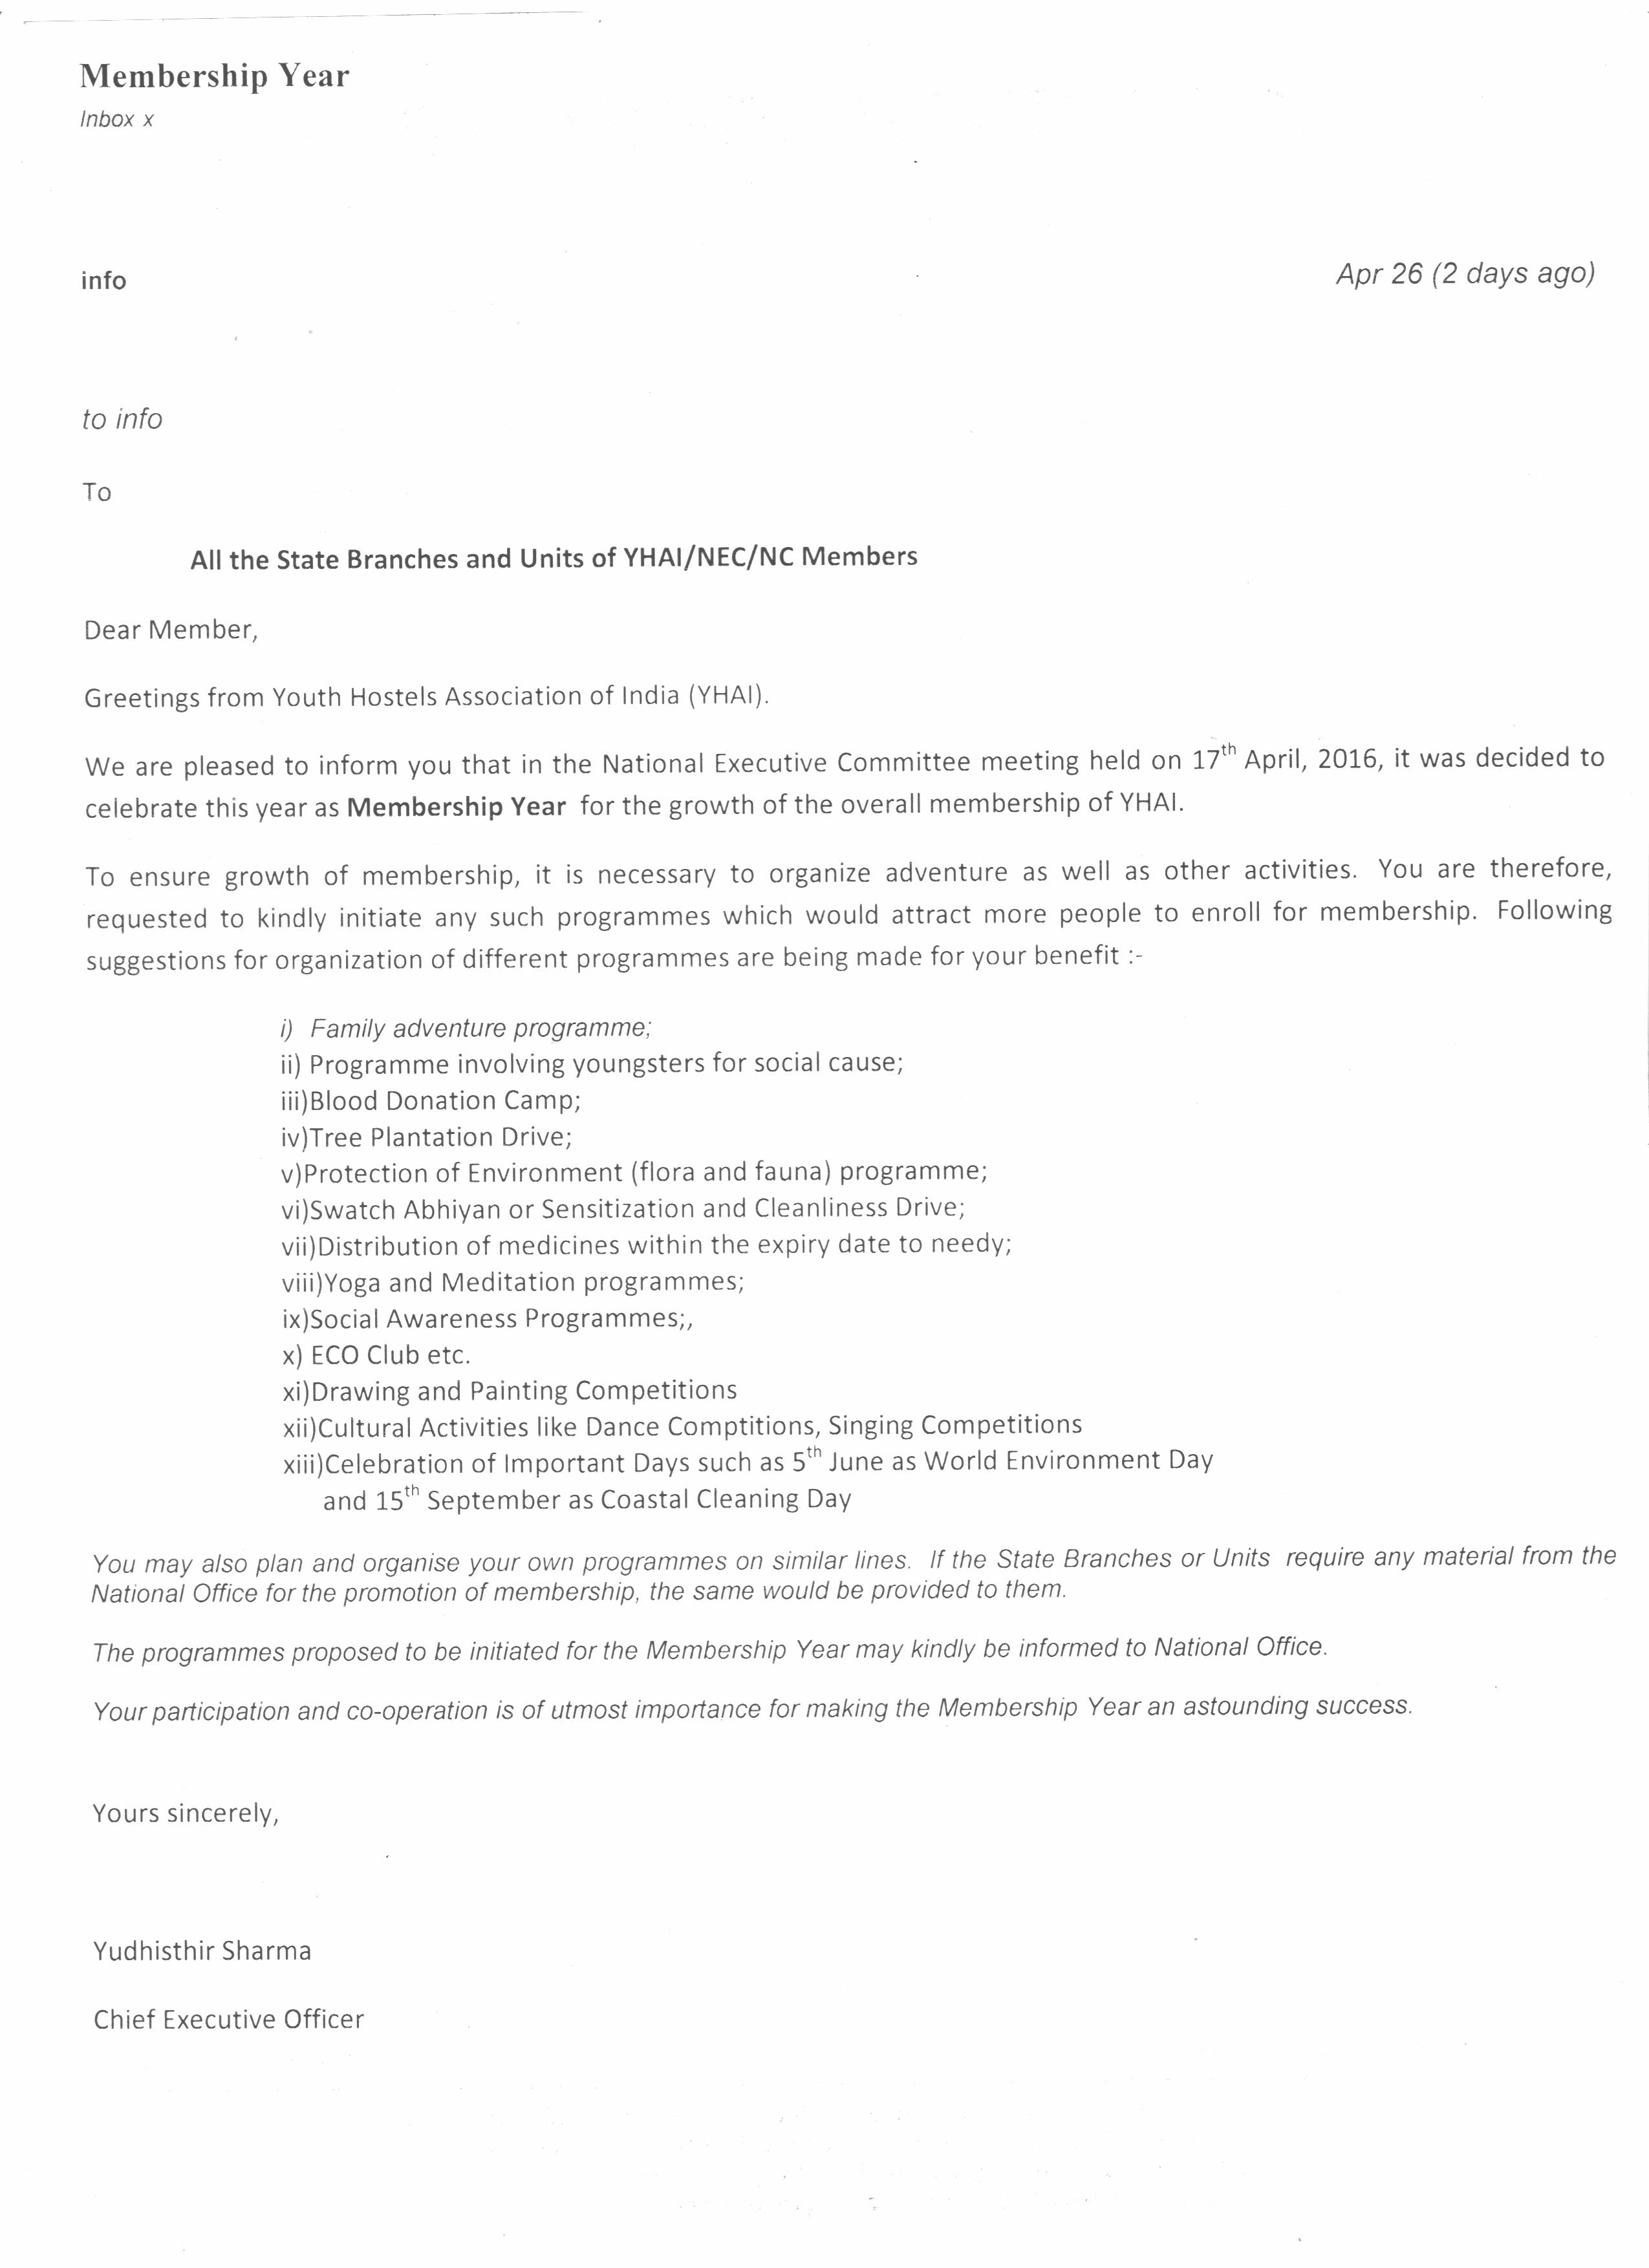 Membership Year
Inbox x
info
Apr 26 (2 days ago)
to info
To
All the State Branches and Units of YHAI/NEC/NC Members
Dear Member,
Greetings from Youth Hostels Association of India (YHAI).
We are pleased to inform you that in the National Executive Committee meeting held on 17th April, 2016, it was decided to
celebrate this year as Membership Year for the growth of the overall membership of YHAI.
To ensure growth of membership, it is necessary to organize adventure as well as other activities. You are therefore,
requested to kindly initiate any such programmes which would attract more people to enroll for membership. Following
suggestions for organization of different programmes are being made for your benefit :-
i) Family adventure programme;
ii) Programme involving youngsters for social cause;
iii)Blood Donation Camp;
iv)Tree Plantation Drive;
v)Protection of Environment (flora and fauna) programme;
vi)Swatch Abhiyan or Sensitization and Cleanliness Drive;
vii)Distribution of medicines within the expiry date to needy;
viii)Yoga and Meditation programmes;
ix)Social Awareness Programmes;,
x) ECO Club etc.
xi)Drawing and Painting Competitions
xii)Cultural Activities like Dance Comptitions, Singing Competitions
xiii)Celebration of Important Days such as 5th June as World Environment Day
and 15th September as Coastal Cleaning Day
You may also plan and organise your own programmes on similar lines. If the State Branches or Units require any material from the
National Office for the promotion of membership, the same would be provided to them.
The programmes proposed to be initiated for the Membership Year may kindly be informed to National Office.
Your participation and co-operation is of utmost importance for making the Membership Year an astounding success.
Yours sincerely,
Yudhisthir Sharma
Chief Executive Officer